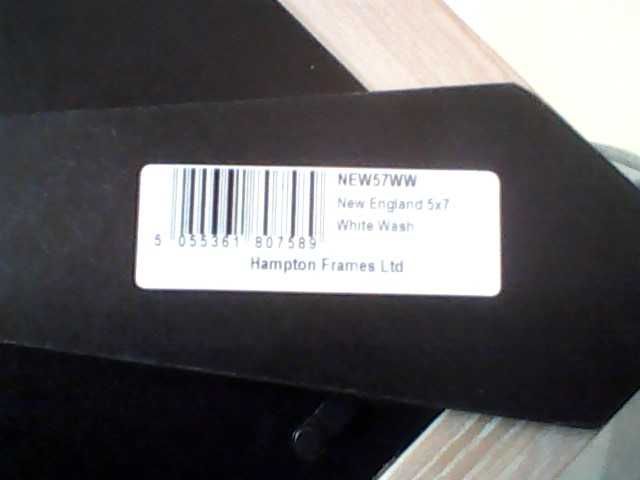 NEW57WW
New England 5x7
White Wash
5 055361 807589
Hampton Frames Ltd